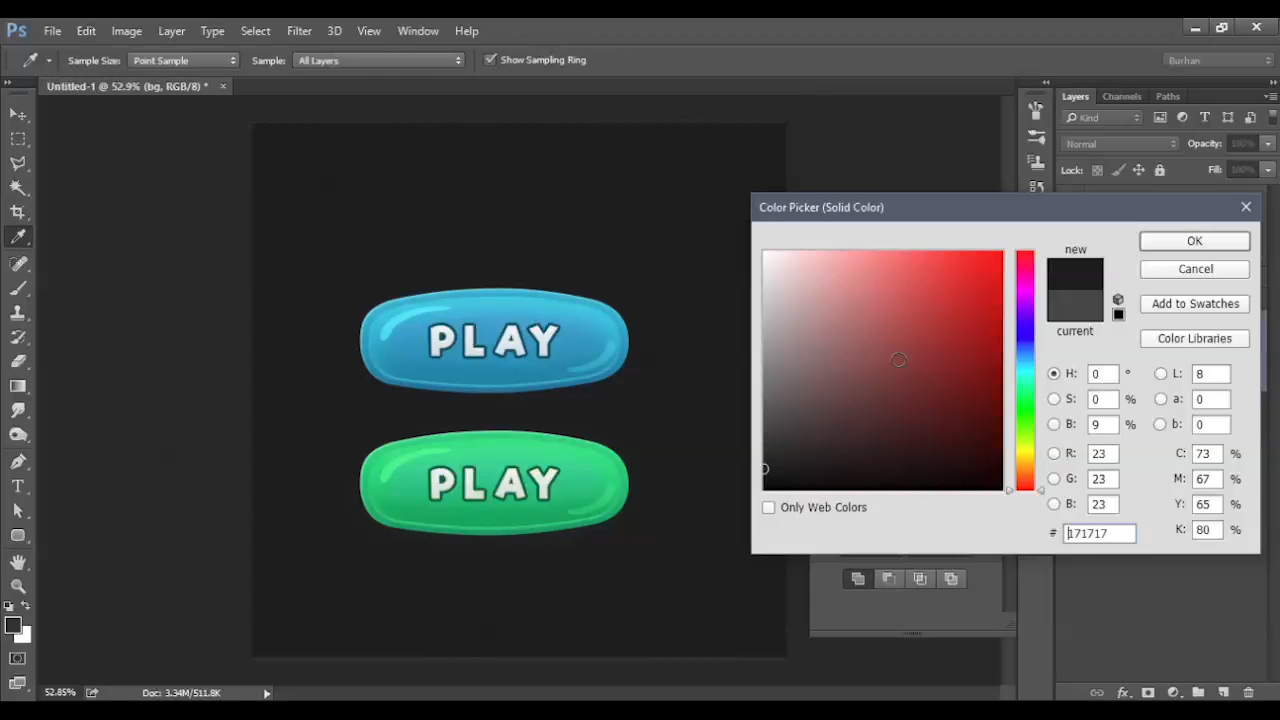 Ps File Edit Image Layer Type Select Filter 3D View Window Help
Sample Size: Point Sample Sample: All Layers Show Sampling Ring Burhan
Untitled-1 @ 52.9% (bg, RGB/8) * ×
Layers Channels Paths
Kind
Normal Opacity: 100%
Lock: Fill: 100%
Color Picker (Solid Color)
new
OK
Cancel
Add to Swatches
current
Color Libraries
H: 0 ° L: 8
S: 0 % a: 0
B: 9 % b: 0
R: 23 C: 73 %
G: 23 M: 67 %
B: 23 Y: 65 %
# 171717 K: 80 %
Only Web Colors
PLAY
PLAY
52.85% Doc: 3.34M/511.8K